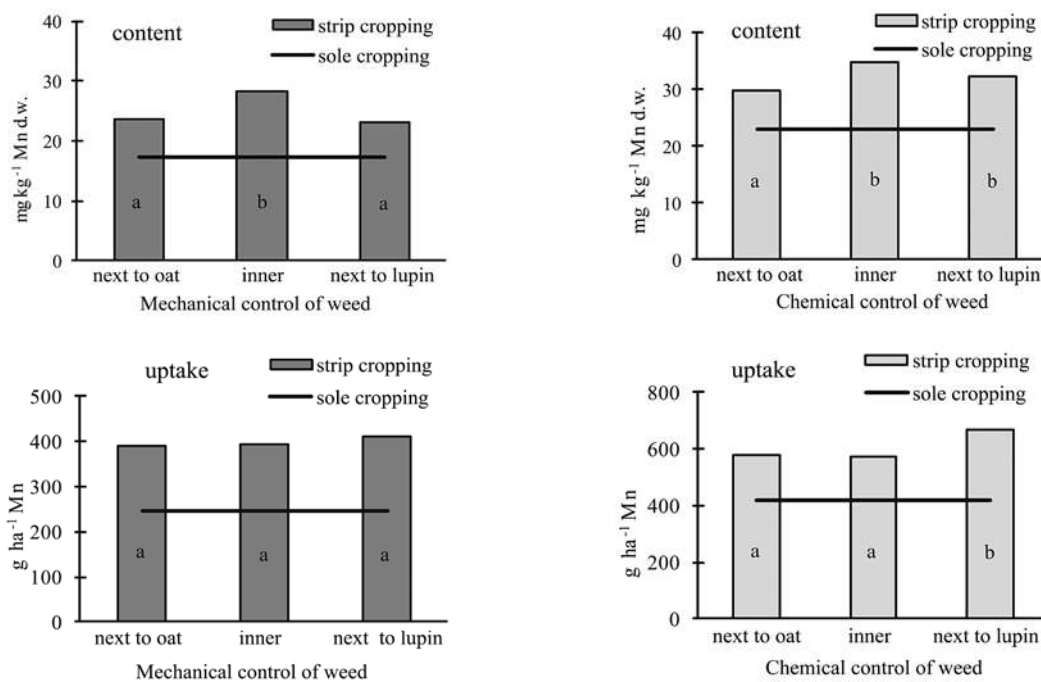 content
strip cropping
sole cropping
mg kg⁻¹ Mn d.w.
40
30
20
10
0
a
b
a
next to oat
inner
next to lupin
Mechanical control of weed
content
strip cropping
sole cropping
mg kg⁻¹ Mn d.w.
40
30
20
10
0
a
b
b
next to oat
inner
next to lupin
Chemical control of weed
uptake
strip cropping
sole cropping
g ha⁻¹ Mn
500
400
300
200
100
0
a
a
a
next to oat
inner
next to lupin
Mechanical control of weed
uptake
strip cropping
sole cropping
g ha⁻¹ Mn
800
600
400
200
0
a
a
b
next to oat
inner
next to lupin
Chemical control of weed